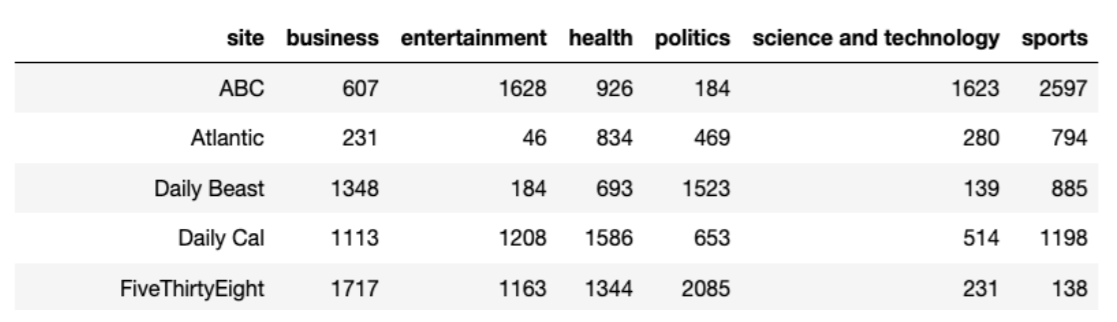 site business entertainment health politics science and technology sports
ABC 607 1628 926 184 1623 2597
Atlantic 231 46 834 469 280 794
Daily Beast 1348 184 693 1523 139 885
Daily Cal 1113 1208 1586 653 514 1198
FiveThirtyEight 1717 1163 1344 2085 231 138